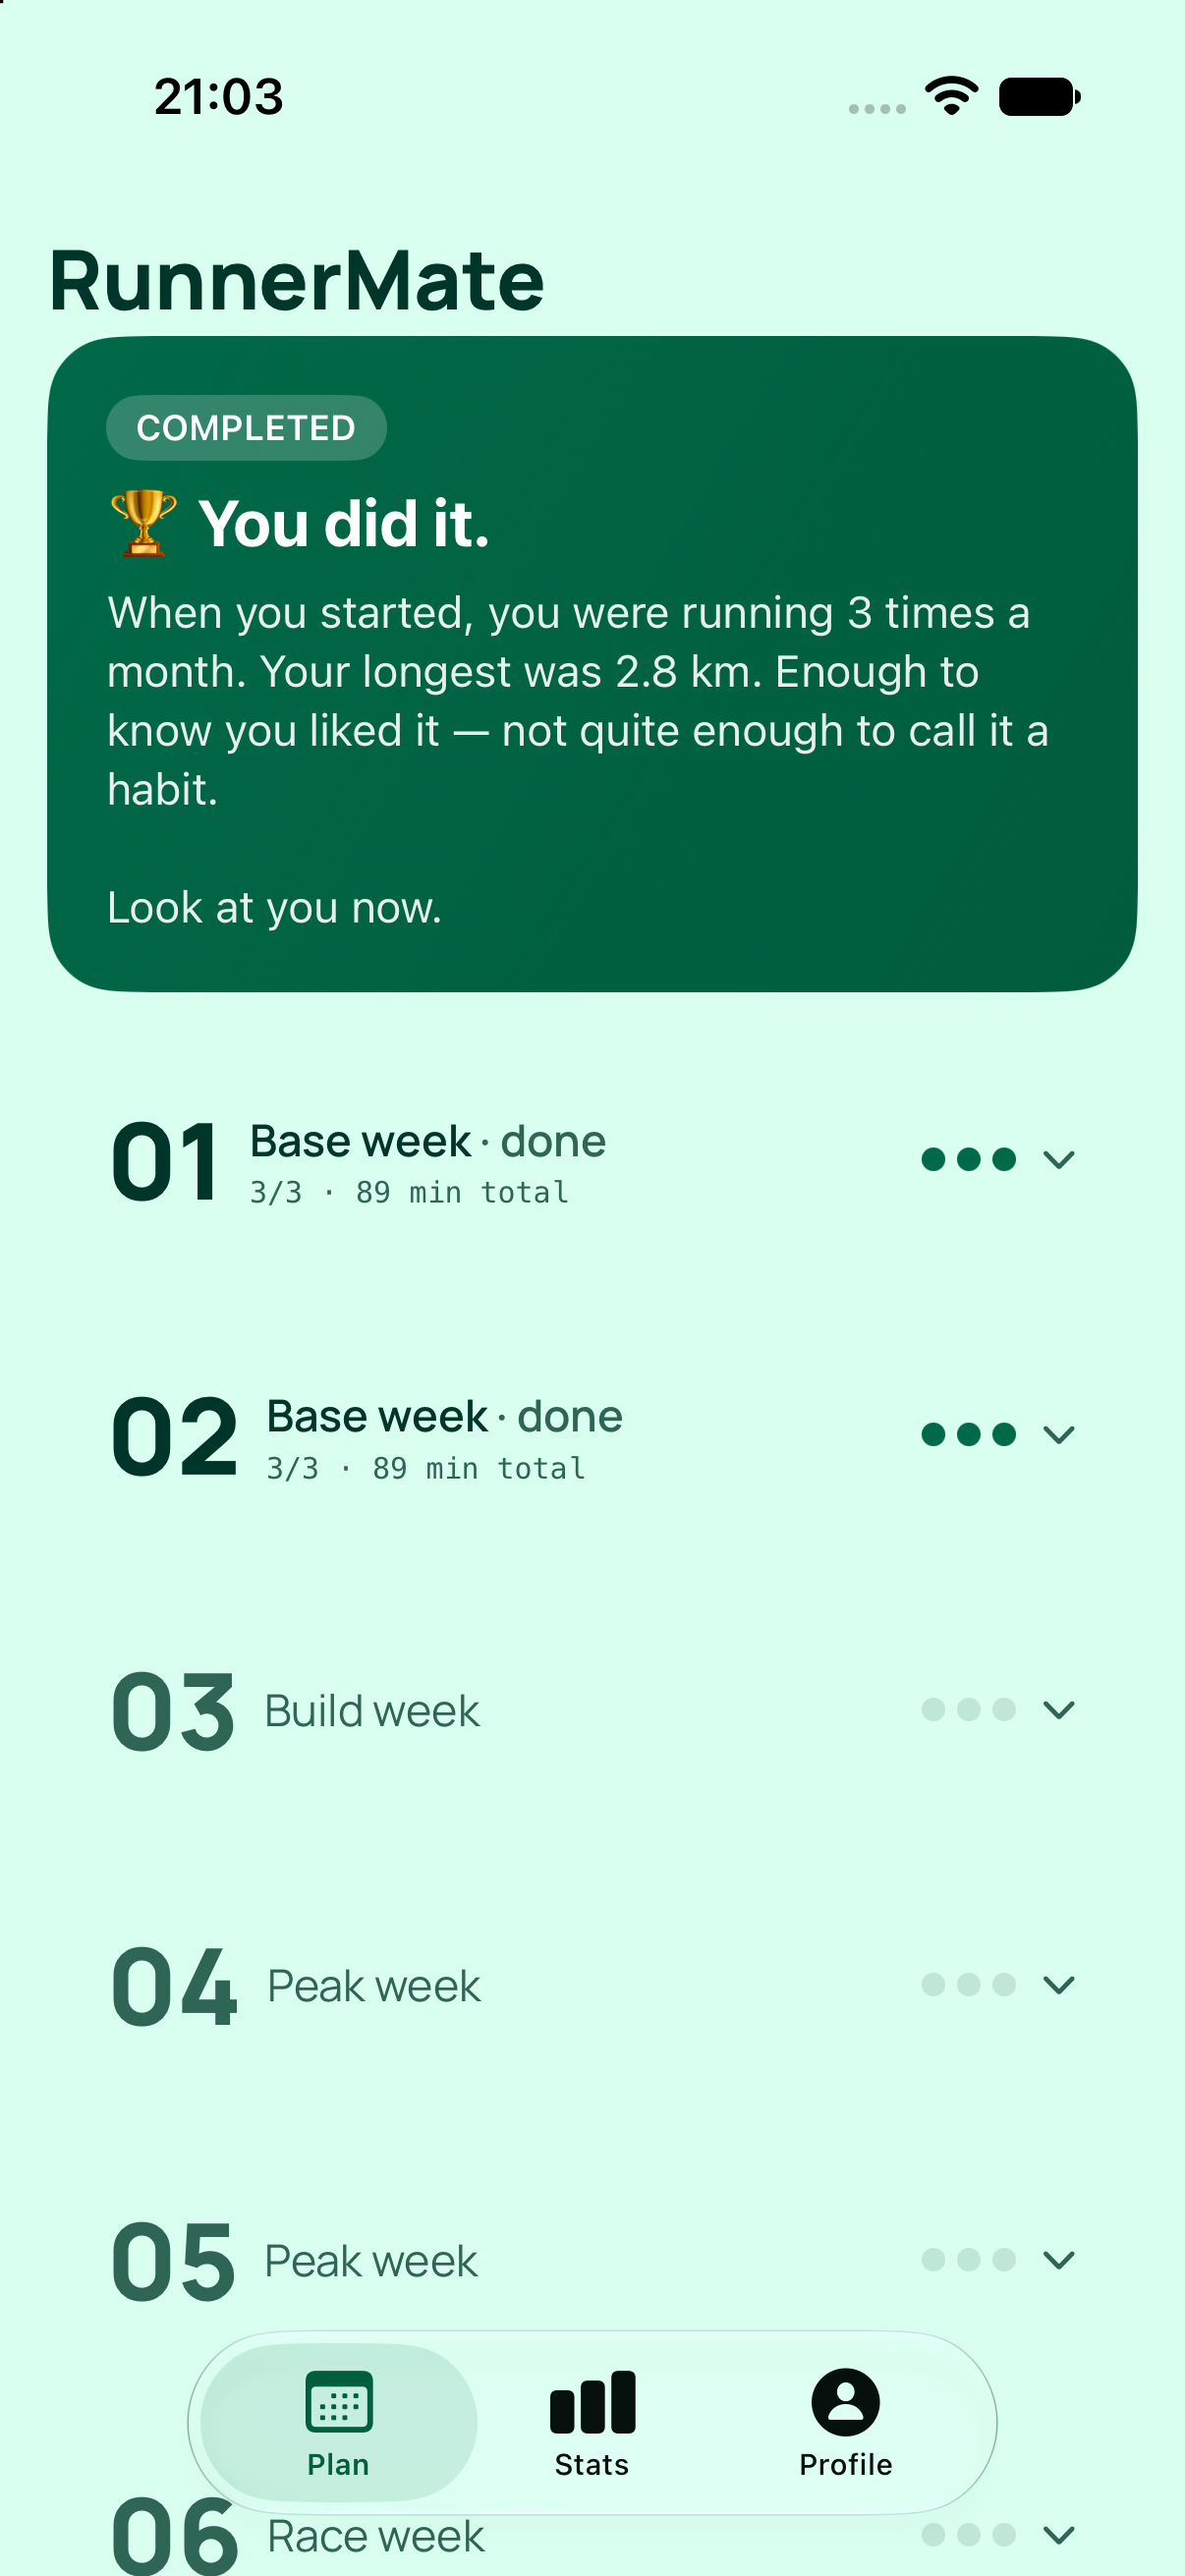 21:03
RunnerMate
COMPLETED
🏆 You did it.
When you started, you were running 3 times a
month. Your longest was 2.8 km. Enough to
know you liked it — not quite enough to call it a
habit.
Look at you now.
01 Base week · done
3/3 · 89 min total
02 Base week · done
3/3 · 89 min total
03 Build week
04 Peak week
05 Peak week
Plan Stats Profile
06 Race week